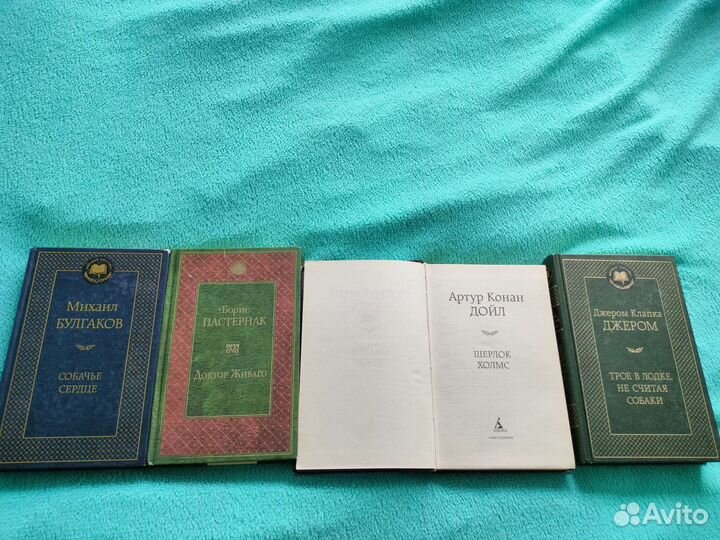 Михаил
БУЛГАКОВ
СОБАЧЬЕ
СЕРДЦЕ
Борис
ПАСТЕРНАК
Доктор Живаго
Артур Конан
ДОЙЛ
ШЕРЛОК
ХОЛМС
Джером Клапка
ДЖЕРОМ
ТРОЕ В ЛОДКЕ,
НЕ СЧИТАЯ
СОБАКИ
Avito